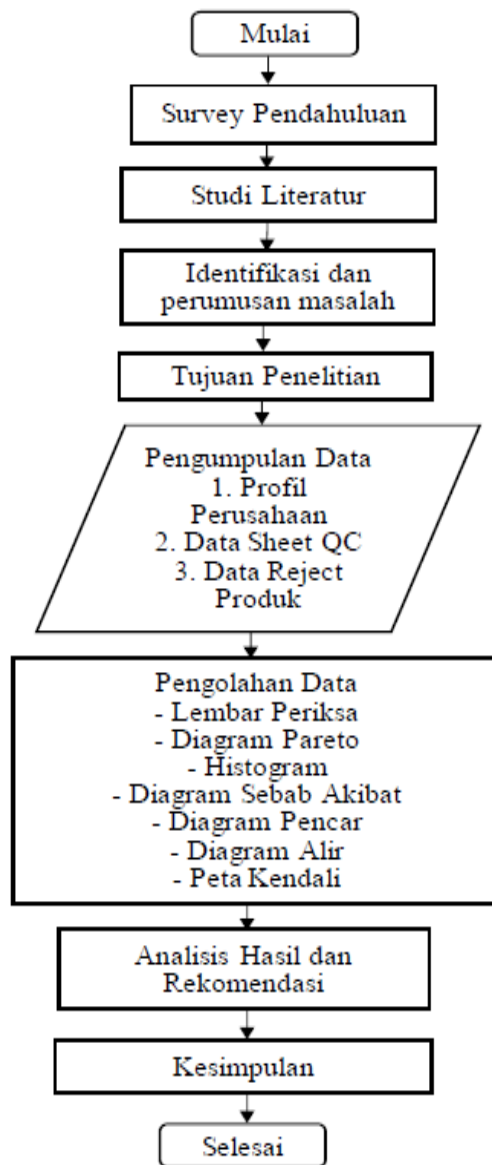 Mulai
Survey Pendahuluan
Studi Literatur
Identifikasi dan
perumusan masalah
Tujuan Penelitian
Pengumpulan Data
1. Profil
Perusahaan
2. Data Sheet QC
3. Data Reject
Produk
Pengolahan Data
- Lembar Periksa
- Diagram Pareto
- Histogram
- Diagram Sebab Akibat
- Diagram Pencar
- Diagram Alir
- Peta Kendali
Analisis Hasil dan
Rekomendasi
Kesimpulan
Selesai